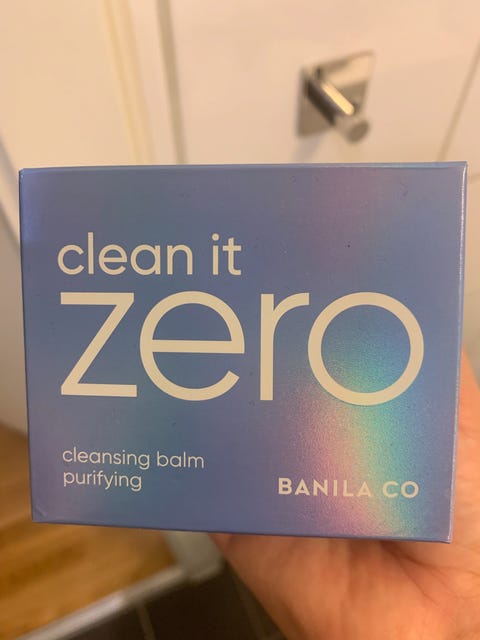 clean it
zero
cleansing balm
purifying
BANILA CO